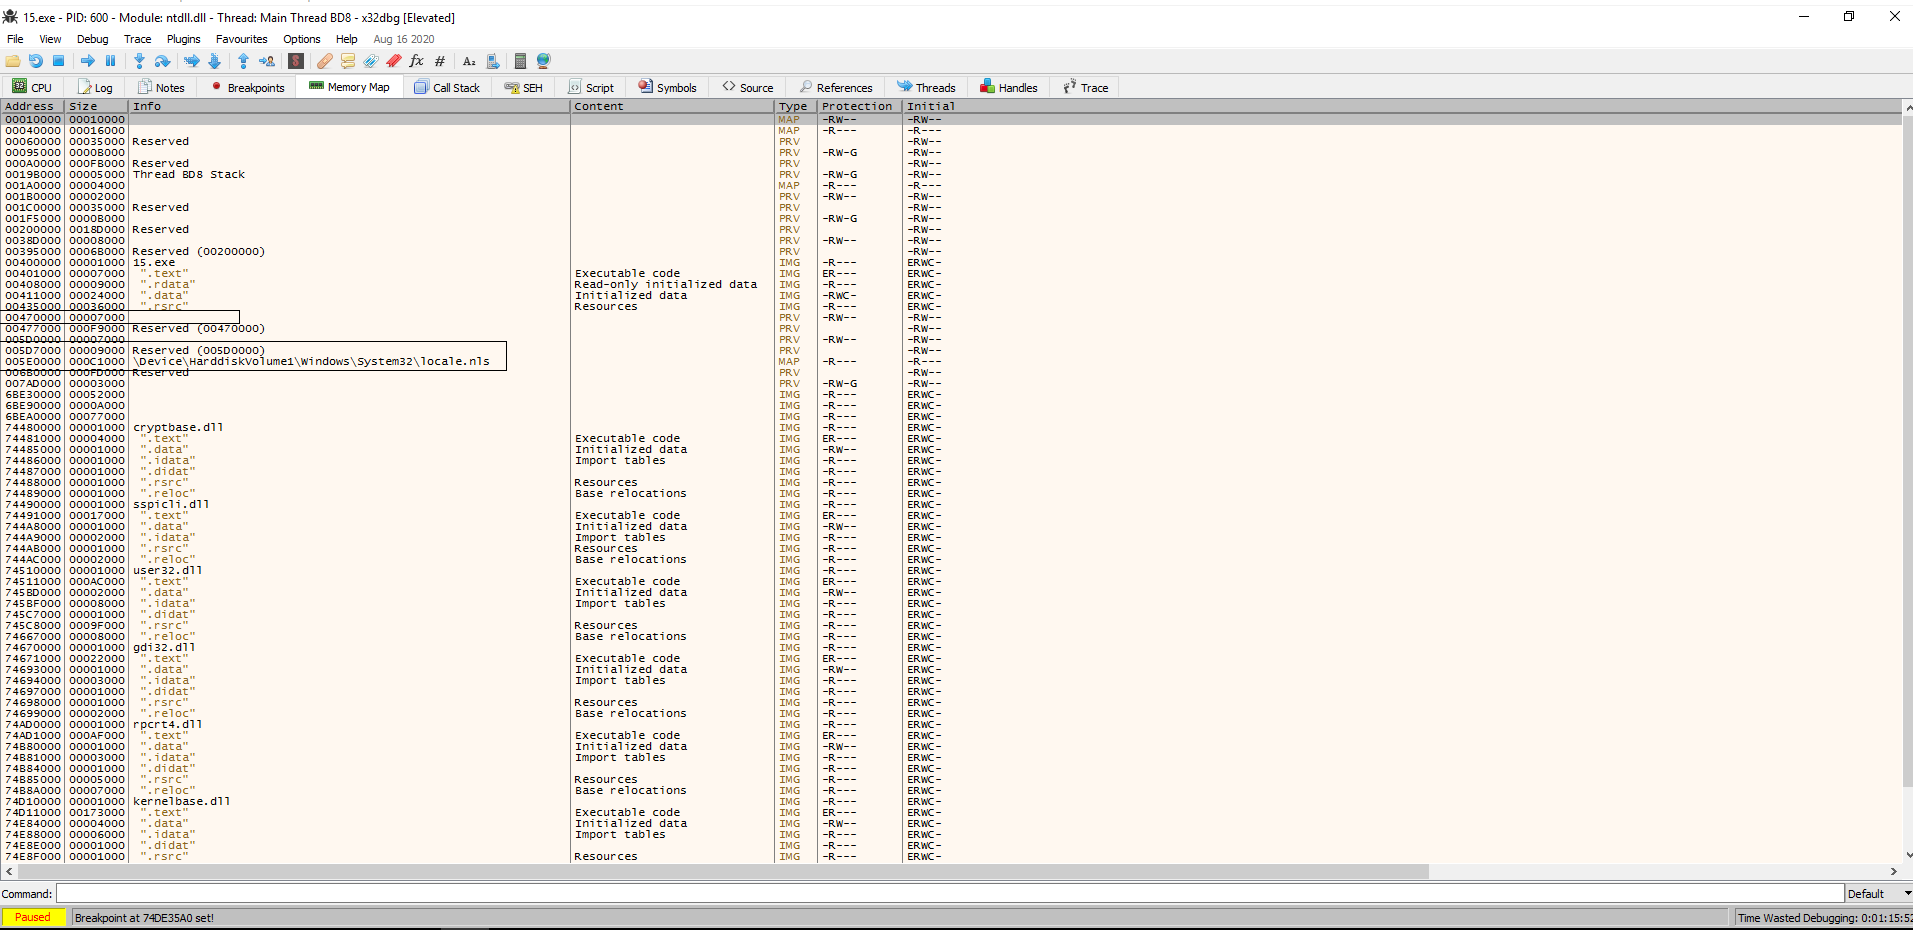 15.exe - PID: 600 - Module: ntdll.dll - Thread: Main Thread BD8 - x32dbg [Elevated]
File View Debug Trace Plugins Favourites Options Help Aug 16 2020
CPU Log Notes Breakpoints Memory Map Call Stack SEH Script Symbols Source References Threads Handles Trace
Address Size Info Content Type Protection Initial
00010000 00010000 MAP -RW-- -RW--
00040000 00016000 MAP -R--- -R---
00060000 00035000 Reserved PRV -RW--
00095000 0000B000 PRV -RW-G -RW--
000A0000 000FB000 Reserved PRV -RW--
0019B000 00005000 Thread BD8 Stack PRV -RW-G -RW--
001A0000 00004000 MAP -R--- -R---
001B0000 00002000 PRV -RW-- -RW--
001C0000 00035000 Reserved PRV -RW--
001F5000 0000B000 PRV -RW-G -RW--
00200000 0018D000 Reserved PRV -RW--
0038D000 00008000 PRV -RW-- -RW--
00395000 0006B000 Reserved (00200000) PRV -RW--
00400000 00001000 15.exe IMG -R--- ERWC-
00401000 00007000 ".text" Executable code IMG ER--- ERWC-
00408000 00009000 ".rdata" Read-only initialized data IMG -R--- ERWC-
00411000 00024000 ".data" Initialized data IMG -RWC- ERWC-
00435000 00036000 ".rsrc" Resources IMG -R--- ERWC-
00470000 00007000 PRV -RW-- -RW--
00477000 000F9000 Reserved (00470000) PRV -RW--
005D0000 00007000 PRV -RW-- -RW--
005D7000 00009000 Reserved (005D0000) PRV -RW--
005E0000 000C1000 \Device\HarddiskVolume1\Windows\System32\locale.nls MAP -R--- -R---
006B0000 000FD000 Reserved PRV -RW--
007AD000 00003000 PRV -RW-G -RW--
6BE30000 00052000 IMG -R--- ERWC-
6BE90000 0000A000 IMG -R--- ERWC-
6BEA0000 00077000 IMG -R--- ERWC-
74480000 00001000 cryptbase.dll IMG -R--- ERWC-
74481000 00004000 ".text" Executable code IMG ER--- ERWC-
74485000 00001000 ".data" Initialized data IMG -RW-- ERWC-
74486000 00001000 ".idata" Import tables IMG -R--- ERWC-
74487000 00001000 ".didat" IMG -R--- ERWC-
74488000 00001000 ".rsrc" Resources IMG -R--- ERWC-
74489000 00001000 ".reloc" Base relocations IMG -R--- ERWC-
74490000 00001000 sspicli.dll IMG -R--- ERWC-
74491000 00017000 ".text" Executable code IMG ER--- ERWC-
744A8000 00001000 ".data" Initialized data IMG -RW-- ERWC-
744A9000 00002000 ".idata" Import tables IMG -R--- ERWC-
744AB000 00001000 ".rsrc" Resources IMG -R--- ERWC-
744AC000 00002000 ".reloc" Base relocations IMG -R--- ERWC-
74510000 00001000 user32.dll IMG -R--- ERWC-
74511000 000AC000 ".text" Executable code IMG ER--- ERWC-
745BD000 00002000 ".data" Initialized data IMG -RW-- ERWC-
745BF000 00008000 ".idata" Import tables IMG -R--- ERWC-
745C7000 00001000 ".didat" IMG -R--- ERWC-
745C8000 0009F000 ".rsrc" Resources IMG -R--- ERWC-
74667000 00008000 ".reloc" Base relocations IMG -R--- ERWC-
74670000 00001000 gdi32.dll IMG -R--- ERWC-
74671000 00022000 ".text" Executable code IMG ER--- ERWC-
74693000 00001000 ".data" Initialized data IMG -RW-- ERWC-
74694000 00003000 ".idata" Import tables IMG -R--- ERWC-
74697000 00001000 ".didat" IMG -R--- ERWC-
74698000 00001000 ".rsrc" Resources IMG -R--- ERWC-
74699000 00002000 ".reloc" Base relocations IMG -R--- ERWC-
74AD0000 00001000 rpcrt4.dll IMG -R--- ERWC-
74AD1000 000AF000 ".text" Executable code IMG ER--- ERWC-
74B80000 00001000 ".data" Initialized data IMG -RW-- ERWC-
74B81000 00003000 ".idata" Import tables IMG -R--- ERWC-
74B84000 00001000 ".didat" IMG -R--- ERWC-
74B85000 00005000 ".rsrc" Resources IMG -R--- ERWC-
74B8A000 00007000 ".reloc" Base relocations IMG -R--- ERWC-
74D10000 00001000 kernelbase.dll IMG -R--- ERWC-
74D11000 00173000 ".text" Executable code IMG ER--- ERWC-
74E84000 00004000 ".data" Initialized data IMG -RW-- ERWC-
74E88000 00006000 ".idata" Import tables IMG -R--- ERWC-
74E8E000 00001000 ".didat" IMG -R--- ERWC-
74E8F000 00001000 ".rsrc" Resources IMG -R--- ERWC-
Command: Default
Paused Breakpoint at 74DE35A0 set! Time Wasted Debugging: 0:01:15:52